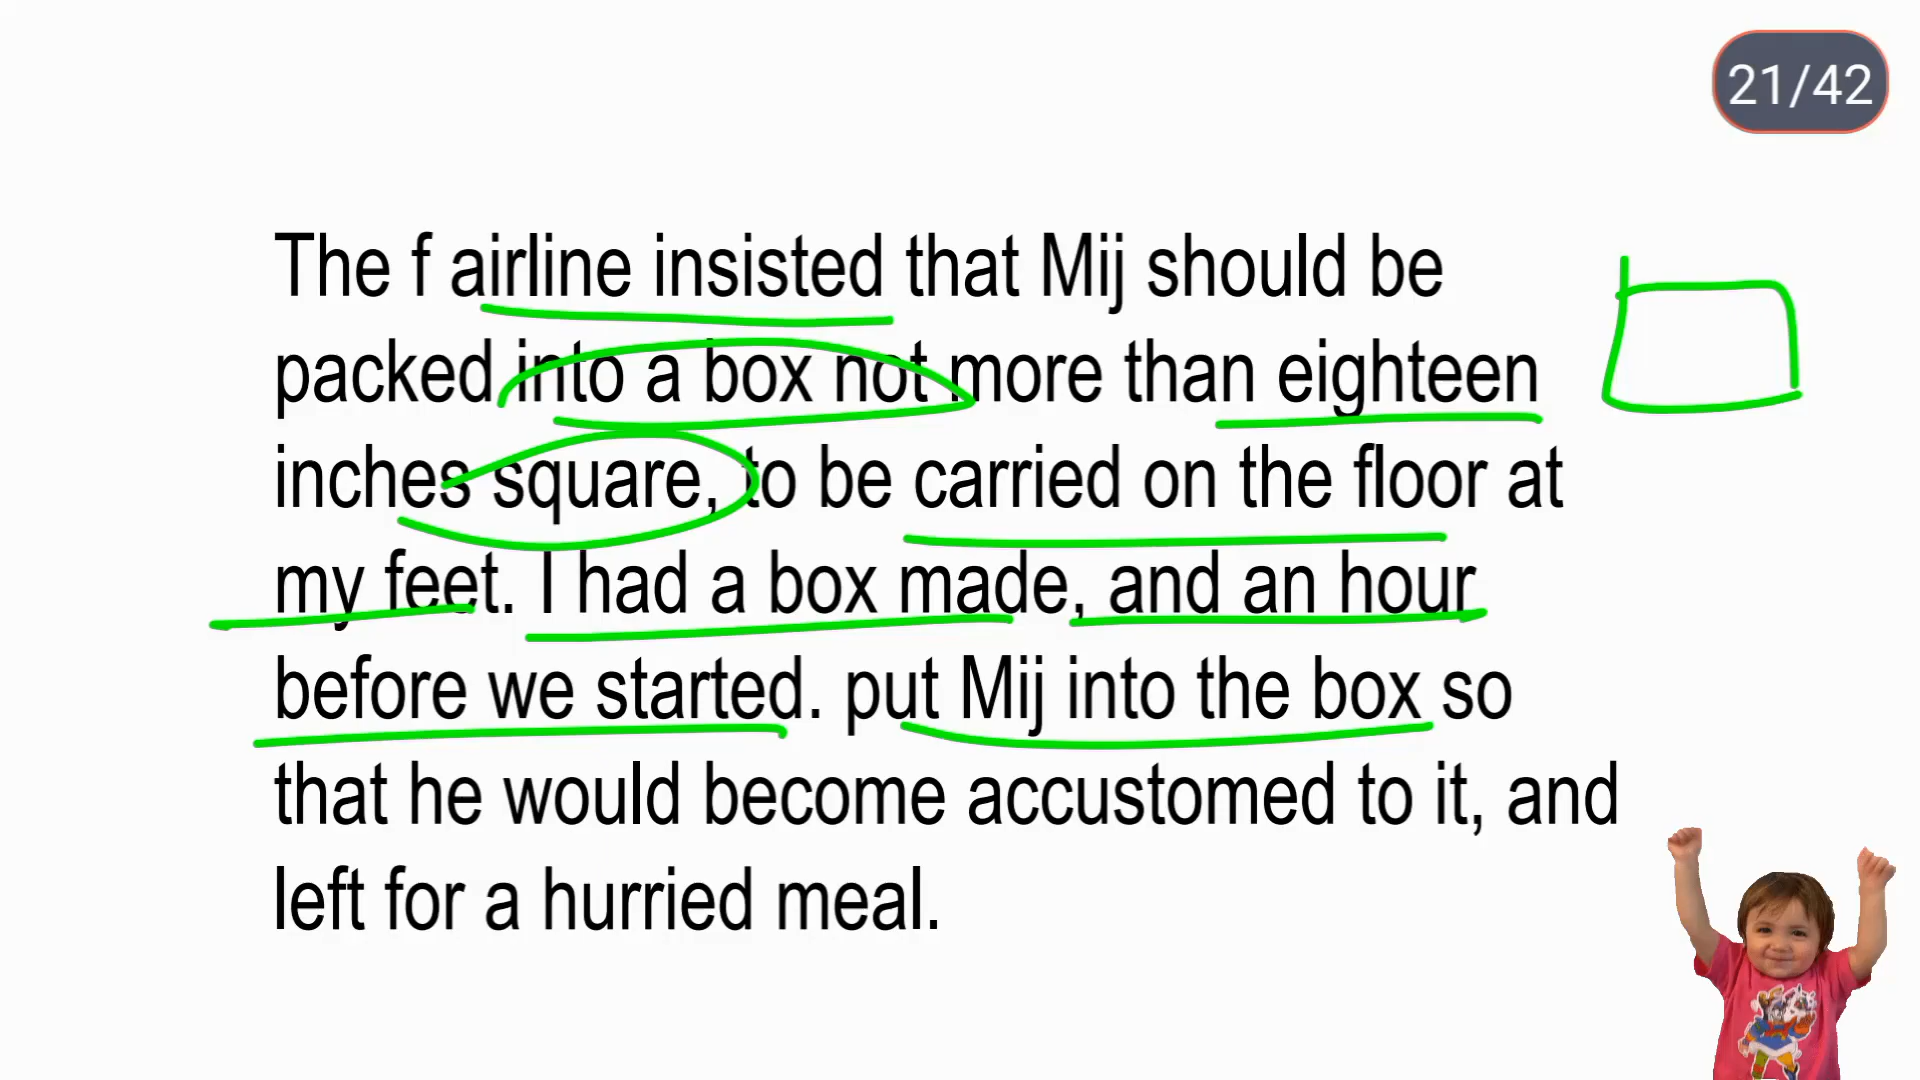 21/42
The f airline insisted that Mij should be
packed into a box not more than eighteen
inches square, to be carried on the floor at
my feet. I had a box made, and an hour
before we started. put Mij into the box so
that he would become accustomed to it, and
left for a hurried meal.